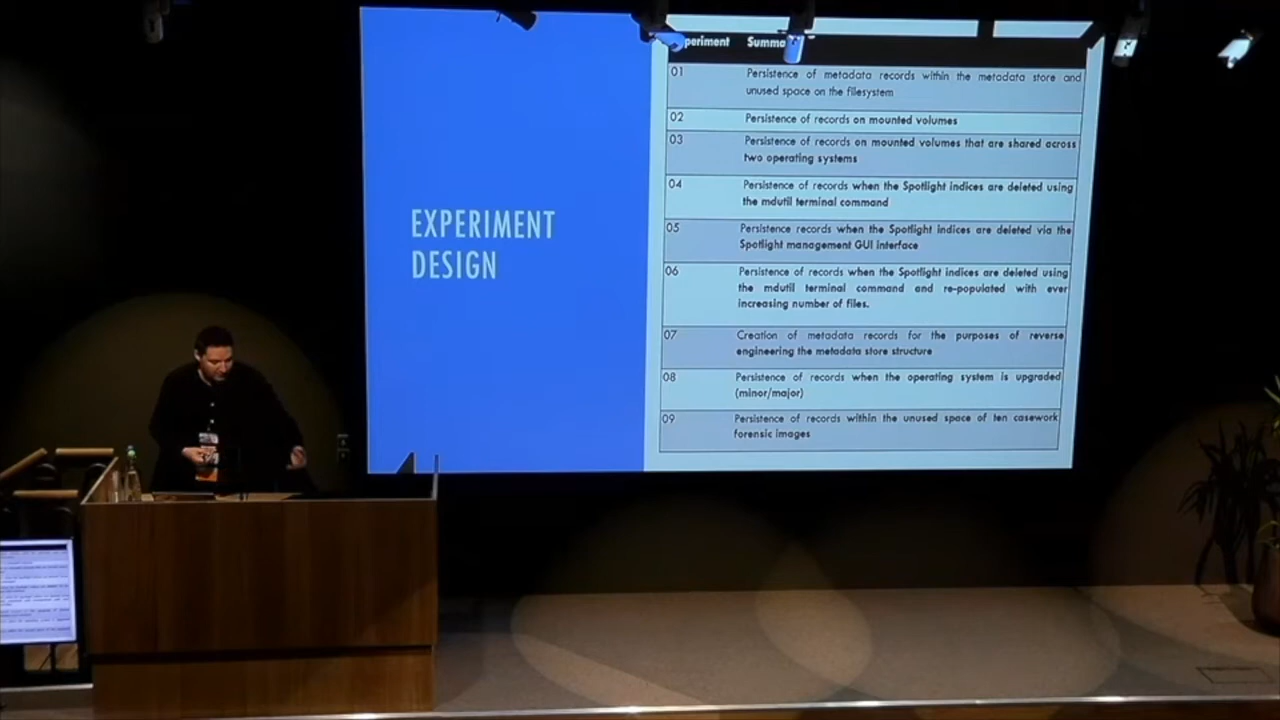 EXPERIMENT
DESIGN
periment Summa
01 Persistence of metadata records within the metadata store and
unused space on the filesystem
02 Persistence of records on mounted volumes
03 Persistence of records on mounted volumes that are shared across
two operating systems
04 Persistence of records when the Spotlight indices are deleted using
the mdutil terminal command
05 Persistence records when the Spotlight indices are deleted via the
Spotlight management GUI interface
06 Persistence of records when the Spotlight indices are deleted using
the mdutil terminal command and re-populated with ever
increasing number of files.
07 Creation of metadata records for the purposes of reverse
engineering the metadata store structure
08 Persistence of records when the operating system is upgraded
(minor/major)
09 Persistence of records within the unused space of ten casework
forensic images